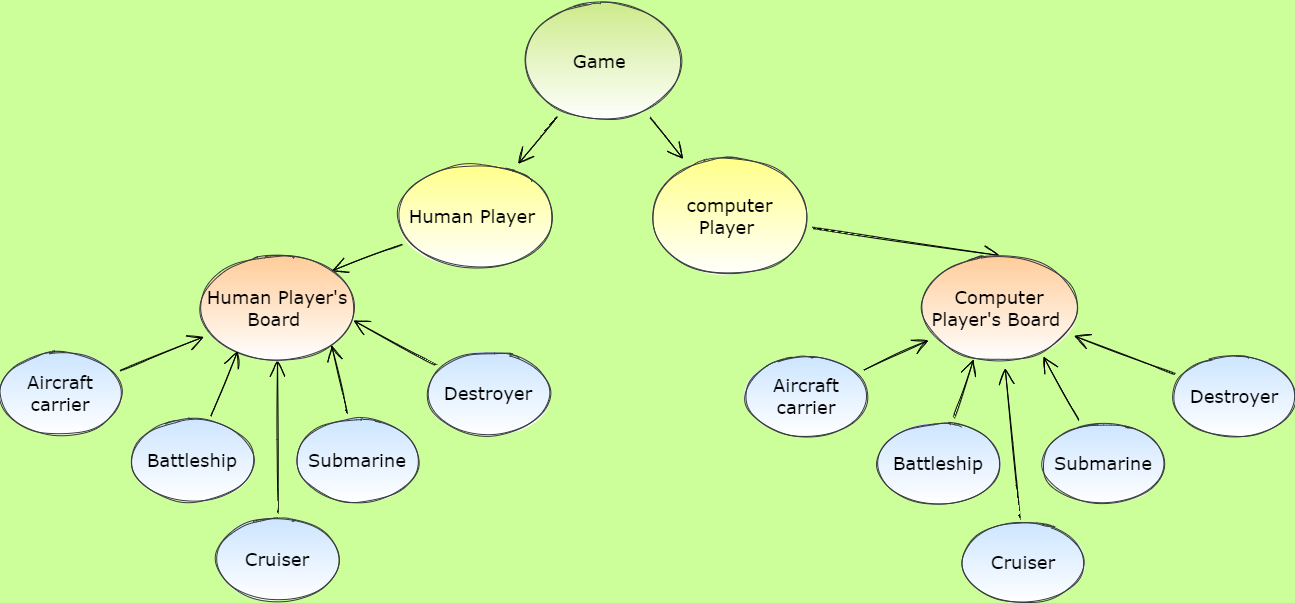 Game
Human Player
computer
Player
Human Player's
Board
Computer
Player's Board
Aircraft
carrier
Battleship
Cruiser
Submarine
Destroyer
Aircraft
carrier
Battleship
Cruiser
Submarine
Destroyer